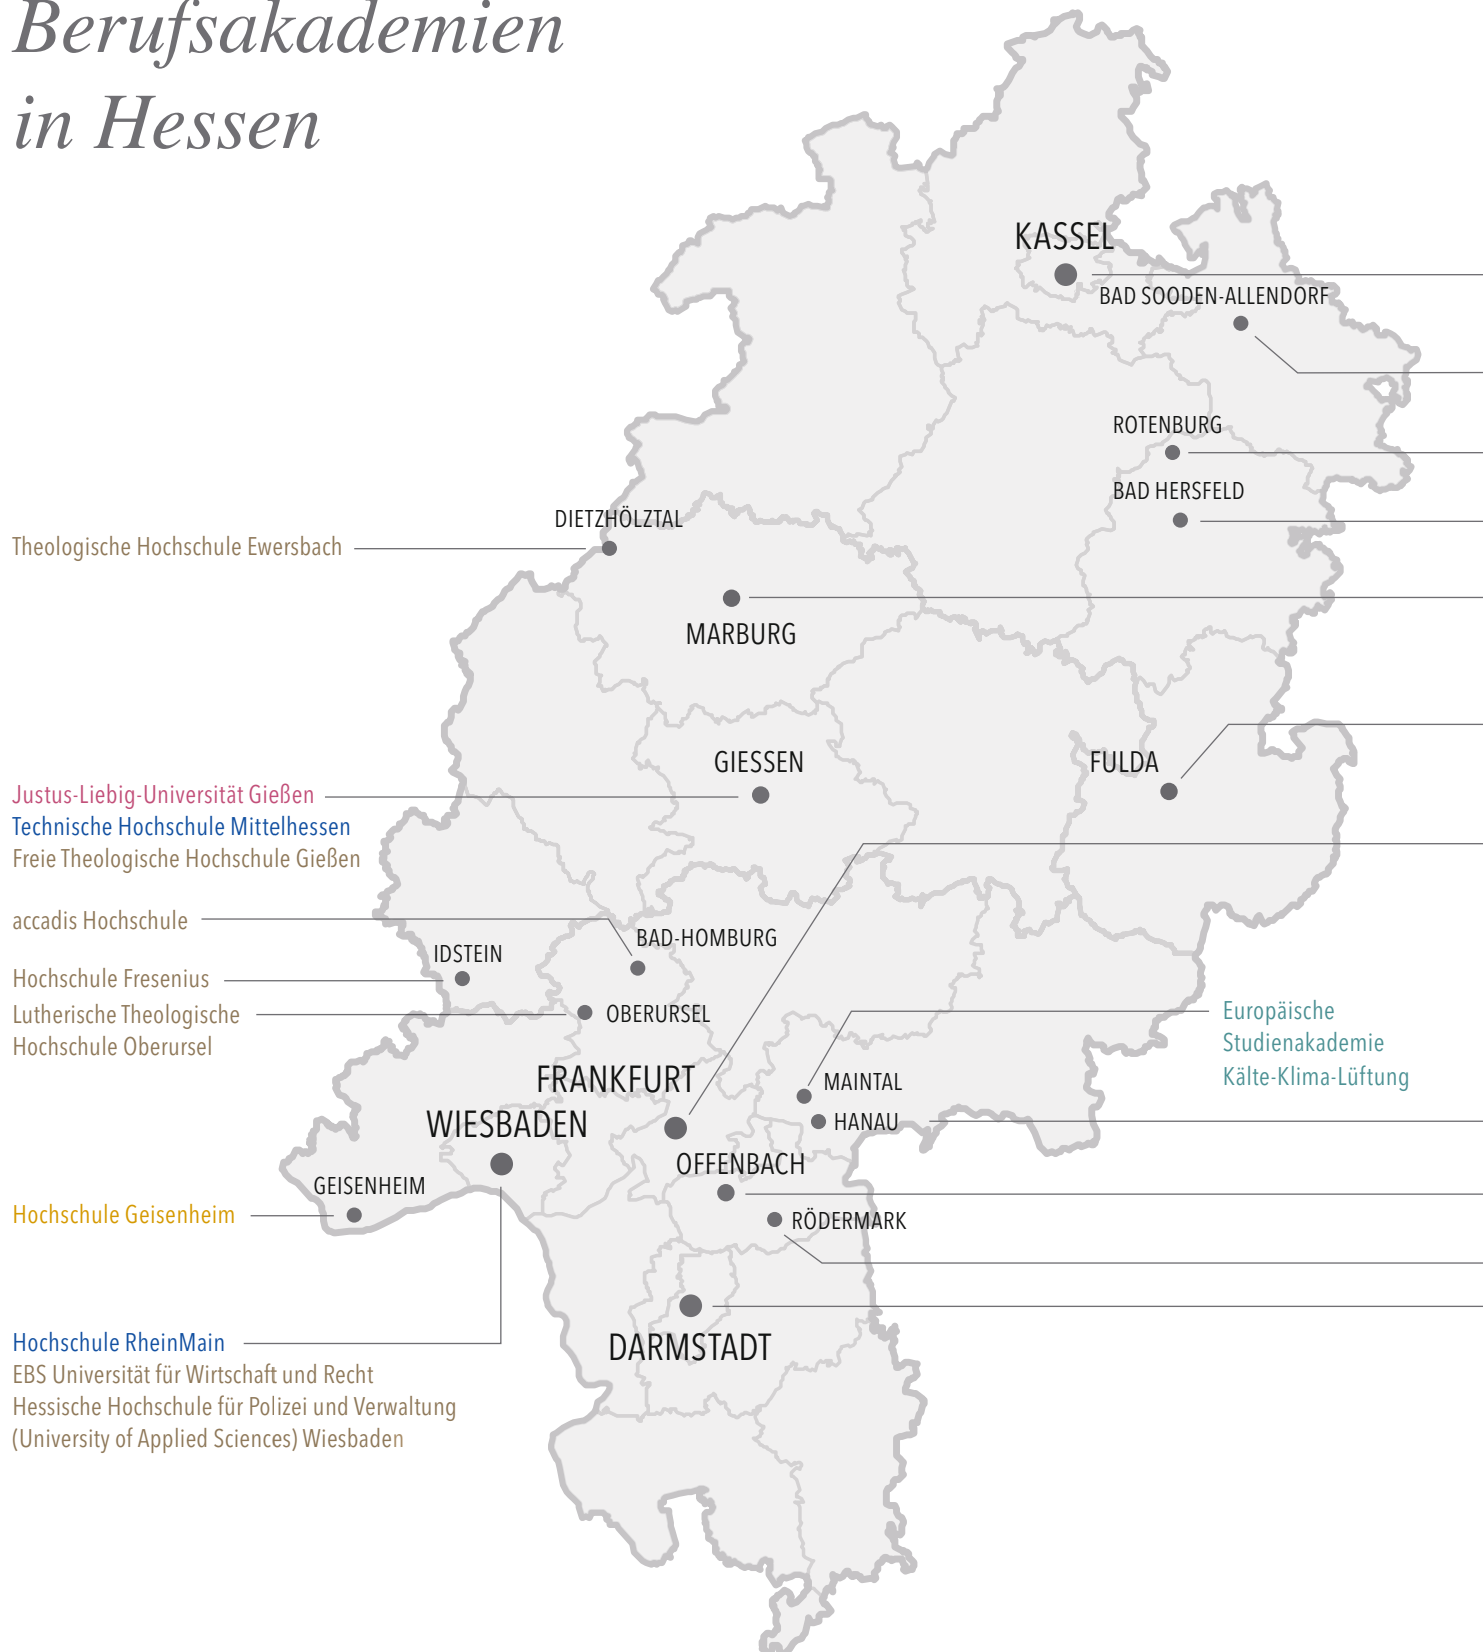 Berufsakademien
in Hessen
KASSEL
BAD SOODEN-ALLENDORF
ROTENBURG
BAD HERSFELD
DIETZHÖLZTAL
Theologische Hochschule Ewersbach
MARBURG
GIESSEN
FULDA
Justus-Liebig-Universität Gießen
Technische Hochschule Mittelhessen
Freie Theologische Hochschule Gießen
accadis Hochschule
BAD-HOMBURG
IDSTEIN
Hochschule Fresenius
Lutherische Theologische
Hochschule Oberursel
OBERURSEL
Europäische
Studienakademie
Kälte-Klima-Lüftung
FRANKFURT
MAINTAL
WIESBADEN
HANAU
OFFENBACH
GEISENHEIM
Hochschule Geisenheim
RÖDERMARK
DARMSTADT
Hochschule RheinMain
EBS Universität für Wirtschaft und Recht
Hessische Hochschule für Polizei und Verwaltung
(University of Applied Sciences) Wiesbaden